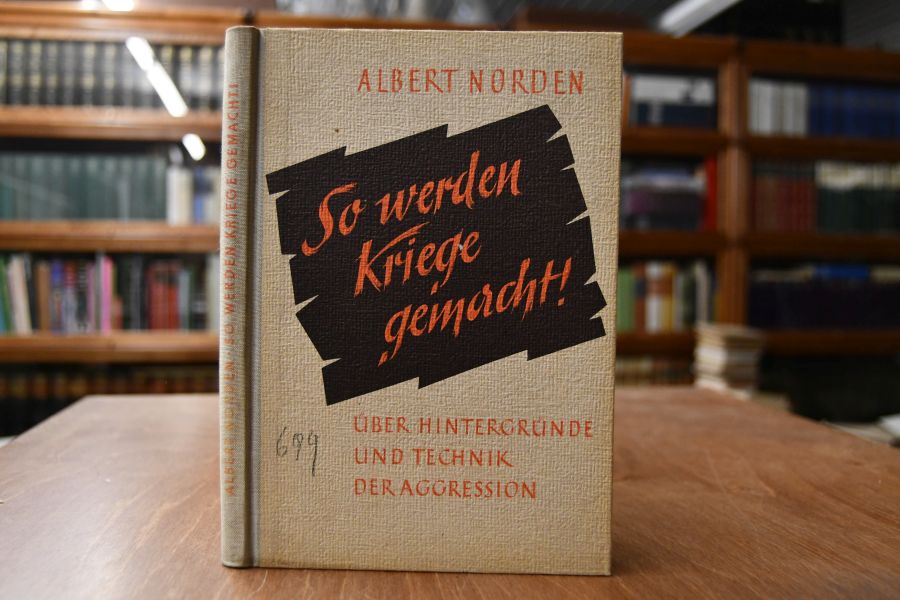 ALBERT NORDEN
So werden
Kriege
gemacht!
ÜBER HINTERGRÜNDE
UND TECHNIK
DER AGGRESSION
699
ALBERT NORDEN / SO WERDEN KRIEGE GEMACHT!